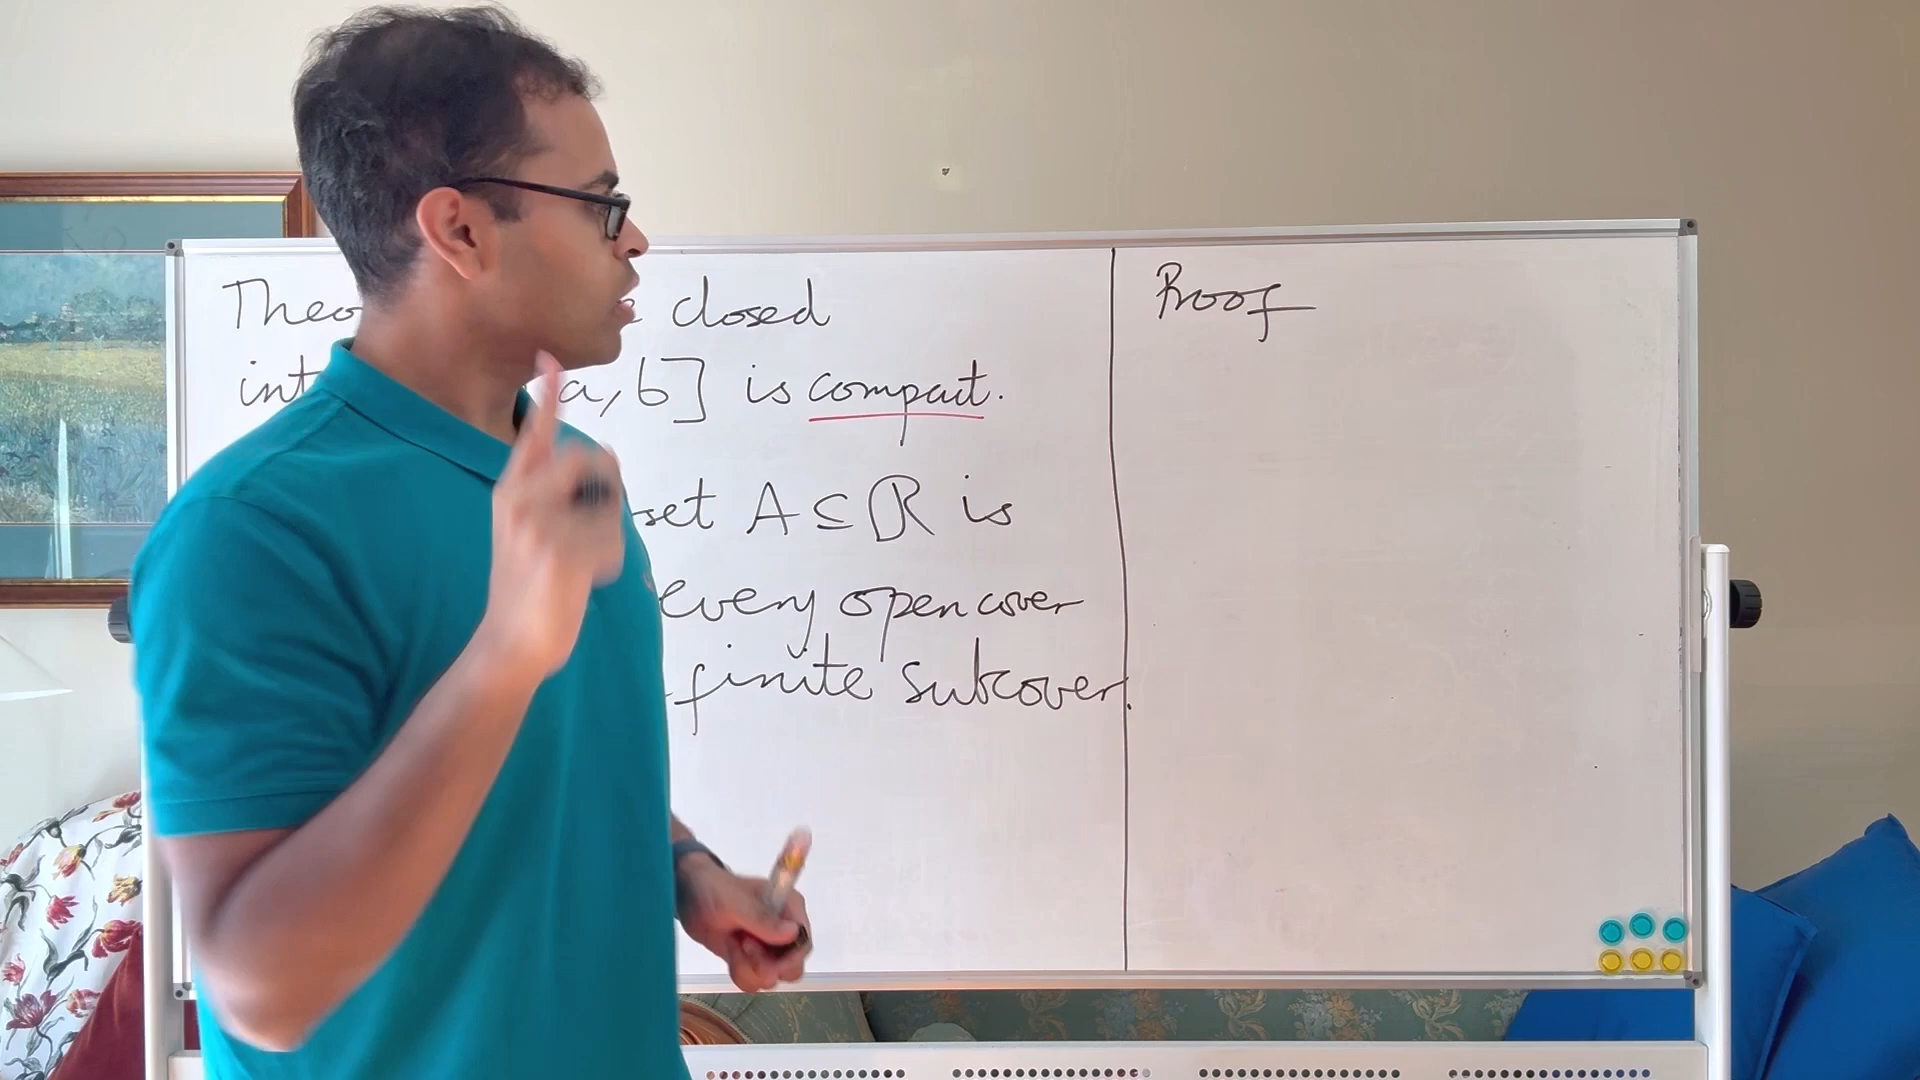 Theo closed
int a, b] is compact.
set A ⊆ ℝ is
every open cover
finite subcover.
Proof